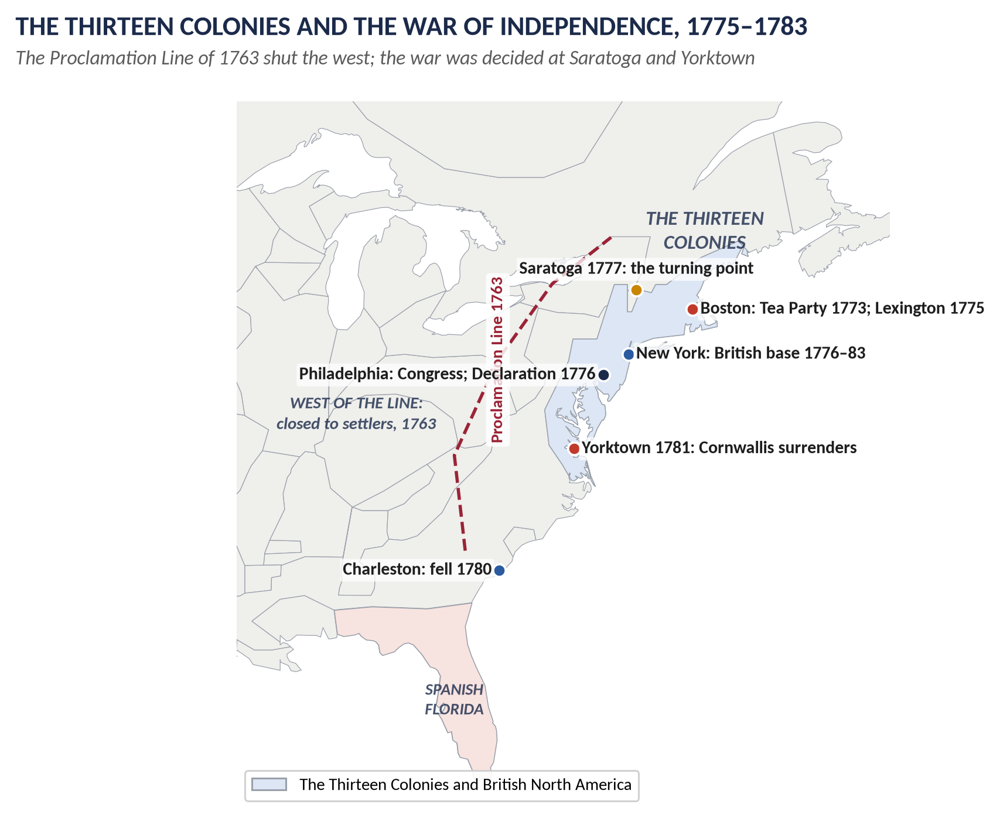 THE THIRTEEN COLONIES AND THE WAR OF INDEPENDENCE, 1775–1783
The Proclamation Line of 1763 shut the west; the war was decided at Saratoga and Yorktown
THE THIRTEEN
COLONIES
Saratoga 1777: the turning point
Proclamation Line 1763
Boston: Tea Party 1773; Lexington 1775
New York: British base 1776–83
Philadelphia: Congress; Declaration 1776
WEST OF THE LINE:
closed to settlers, 1763
Yorktown 1781: Cornwallis surrenders
Charleston: fell 1780
SPANISH
FLORIDA
The Thirteen Colonies and British North America